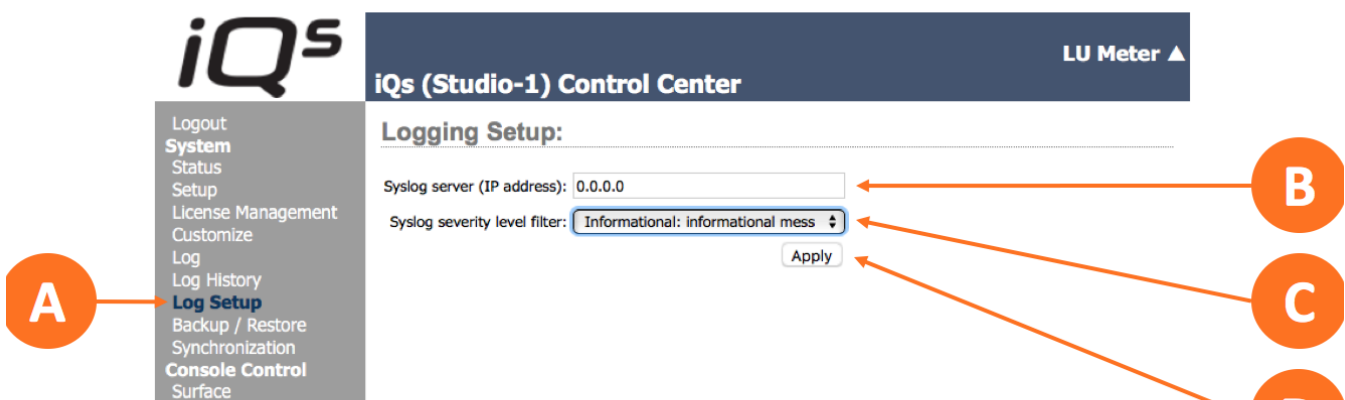 iQs
LU Meter ▲
iQs (Studio-1) Control Center
Logout
System
Status
Setup
License Management
Customize
Log
Log History
Log Setup
Backup / Restore
Synchronization
Console Control
Surface
Logging Setup:
Syslog server (IP address): 0.0.0.0
Syslog severity level filter: Informational: informational mess
Apply
A
B
C